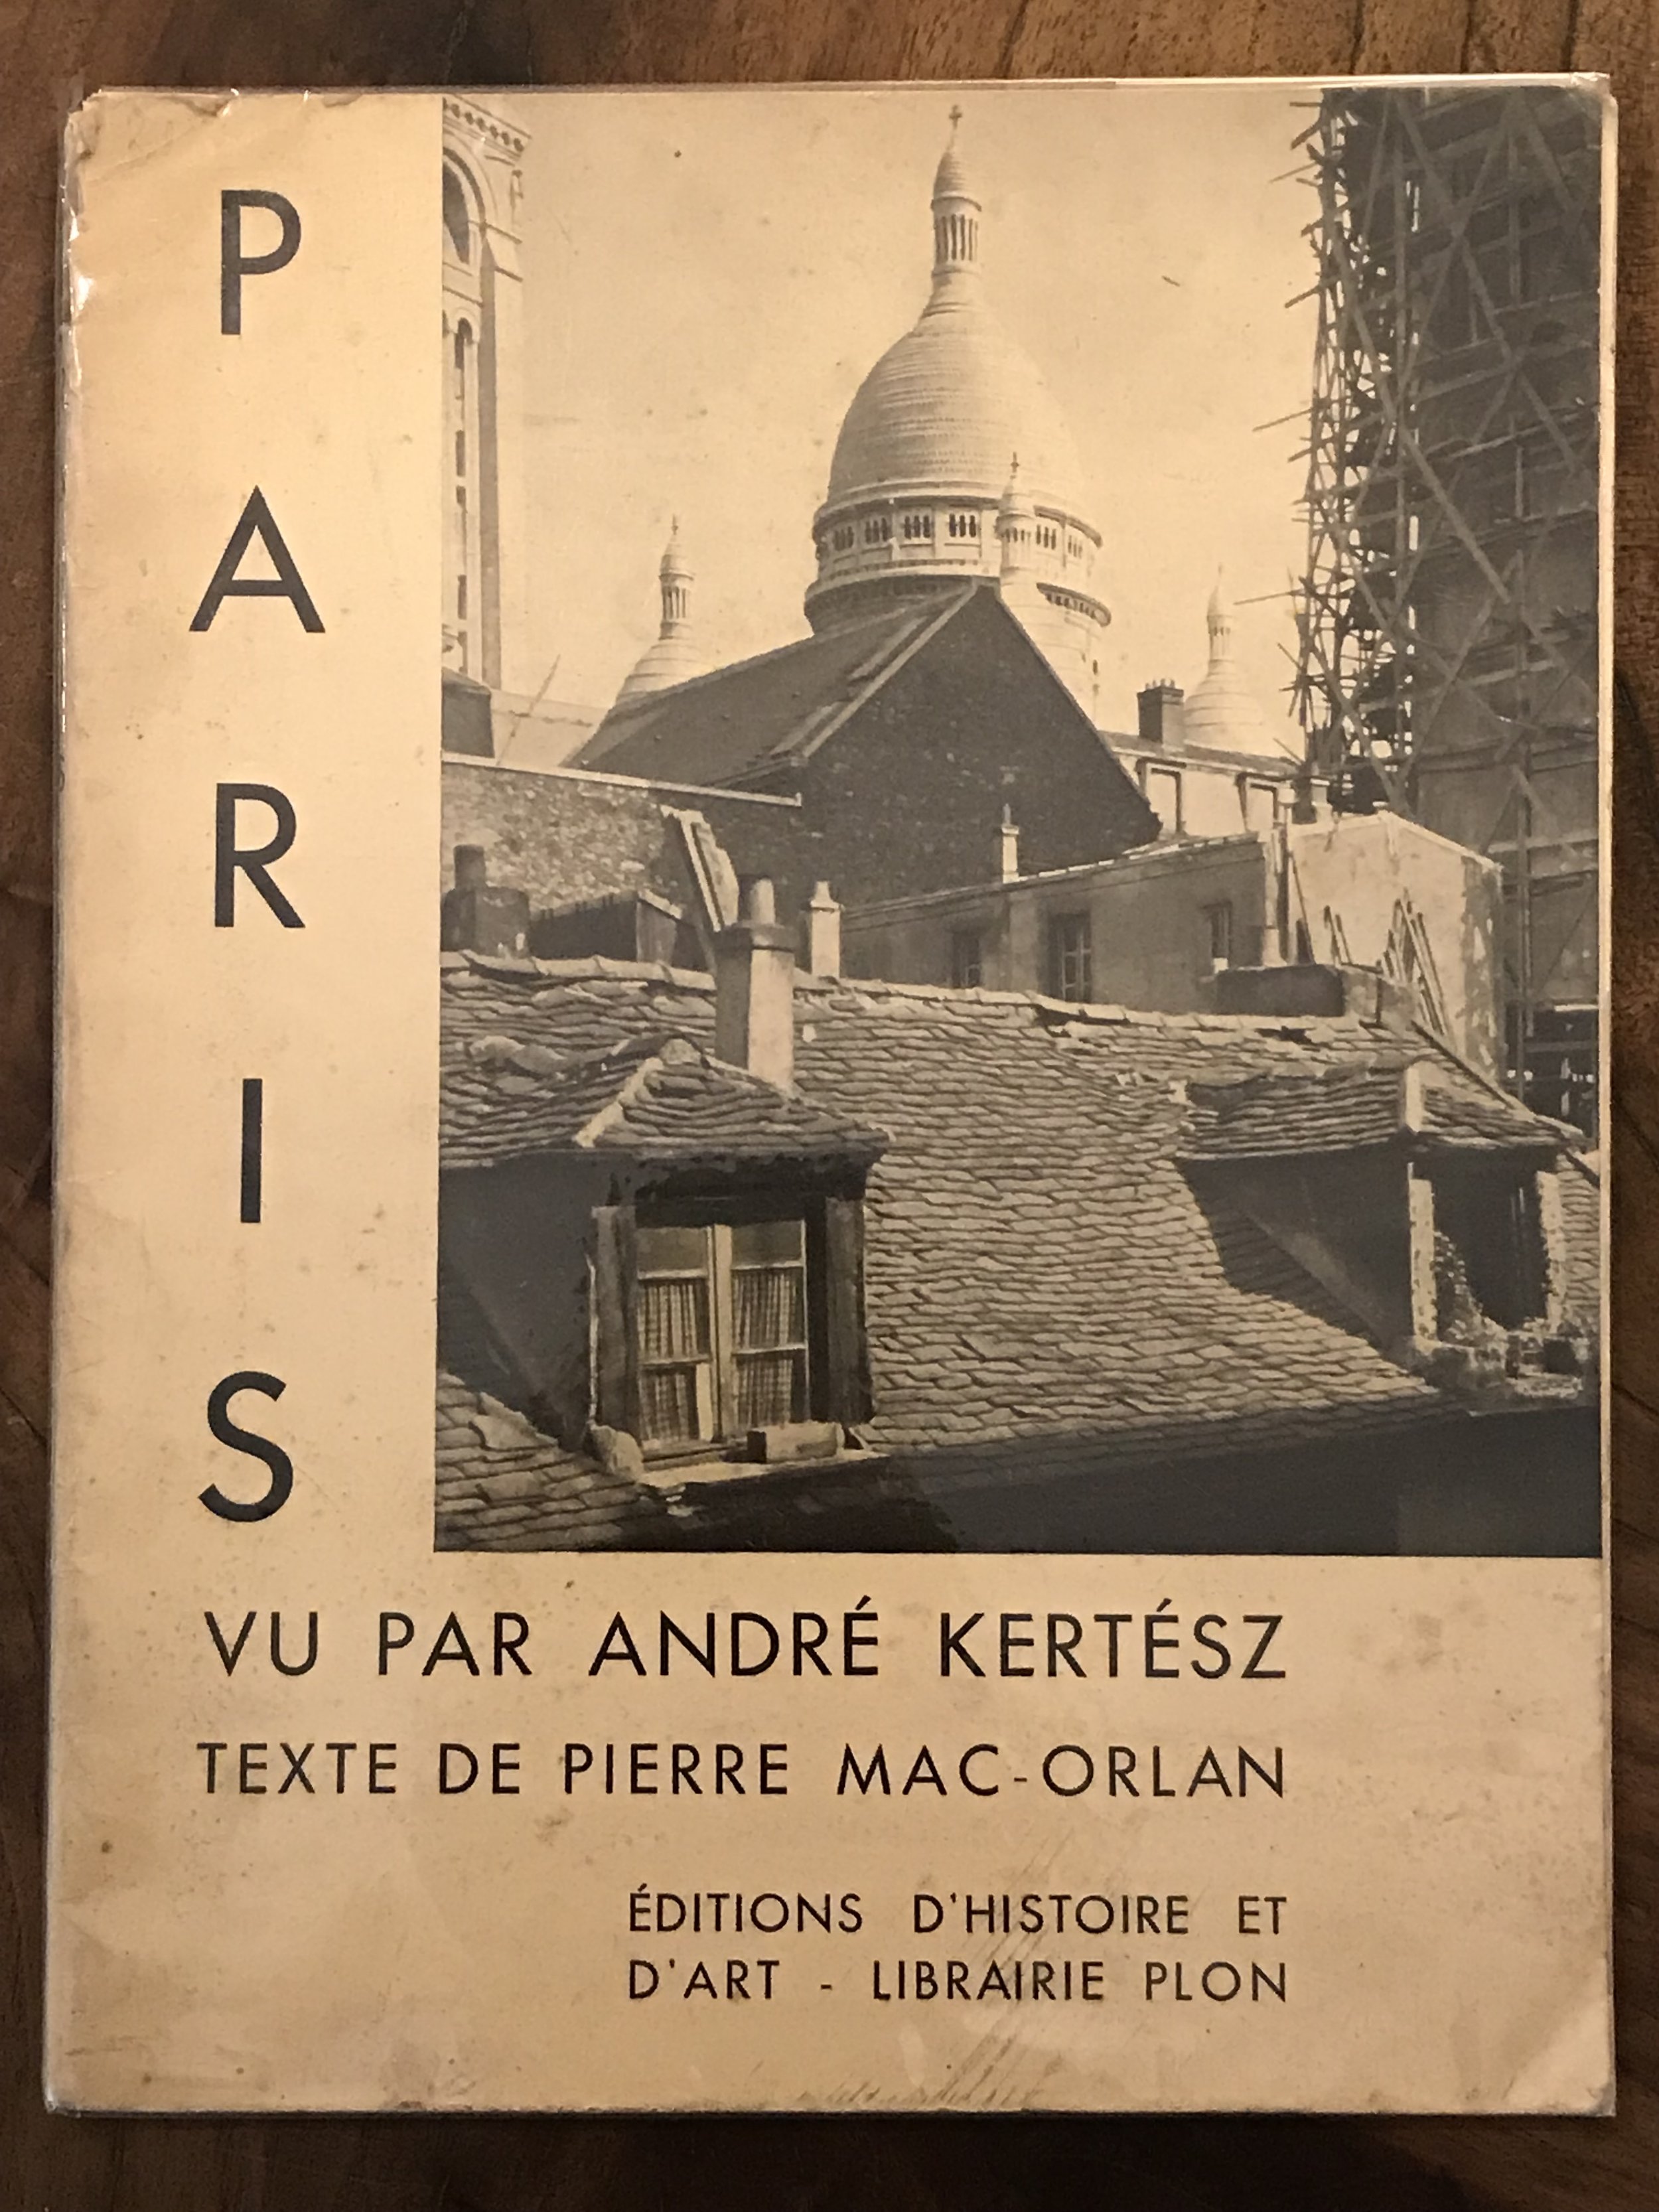 PARIS
VU PAR ANDRÉ KERTÉSZ
TEXTE DE PIERRE MAC-ORLAN
ÉDITIONS D'HISTOIRE ET
D'ART - LIBRAIRIE PLON